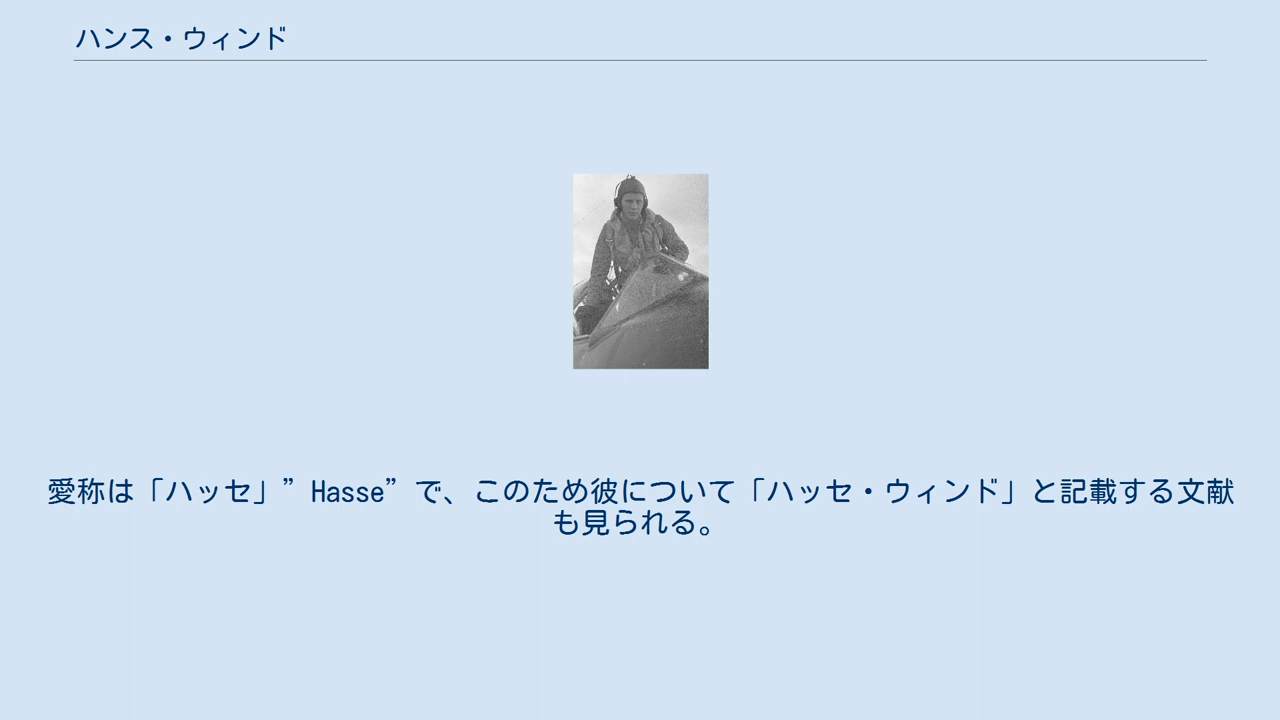 ハンス・ウィンド
愛称は「ハッセ」”Hasse”で、このため彼について「ハッセ・ウィンド」と記載する文献
も見られる。